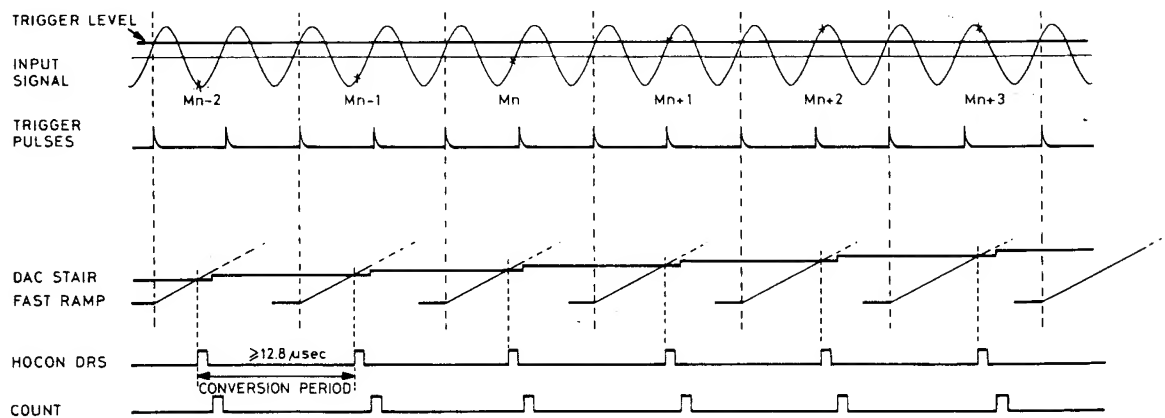 TRIGGER LEVEL
INPUT
SIGNAL
Mn-2 Mn-1 Mn Mn+1 Mn+2 Mn+3
TRIGGER
PULSES
DAC STAIR
FAST RAMP
HOCON DRS
≥12.8 μsec
CONVERSION PERIOD
COUNT